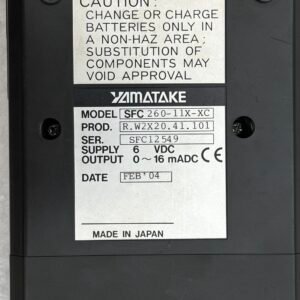 CAUTION :
CHANGE OR CHARGE
BATTERIES ONLY IN
A NON-HAZ AREA ;
SUBSTITUTION OF
COMPONENTS MAY
VOID APPROVAL
YAMATAKE
MODEL SFC260-11X-XC
PROD. R.W2X20.41.101
SER. SFC12549
SUPPLY 6 VDC
OUTPUT 0~16 mADC CE
DATE FEB'04
MADE IN JAPAN